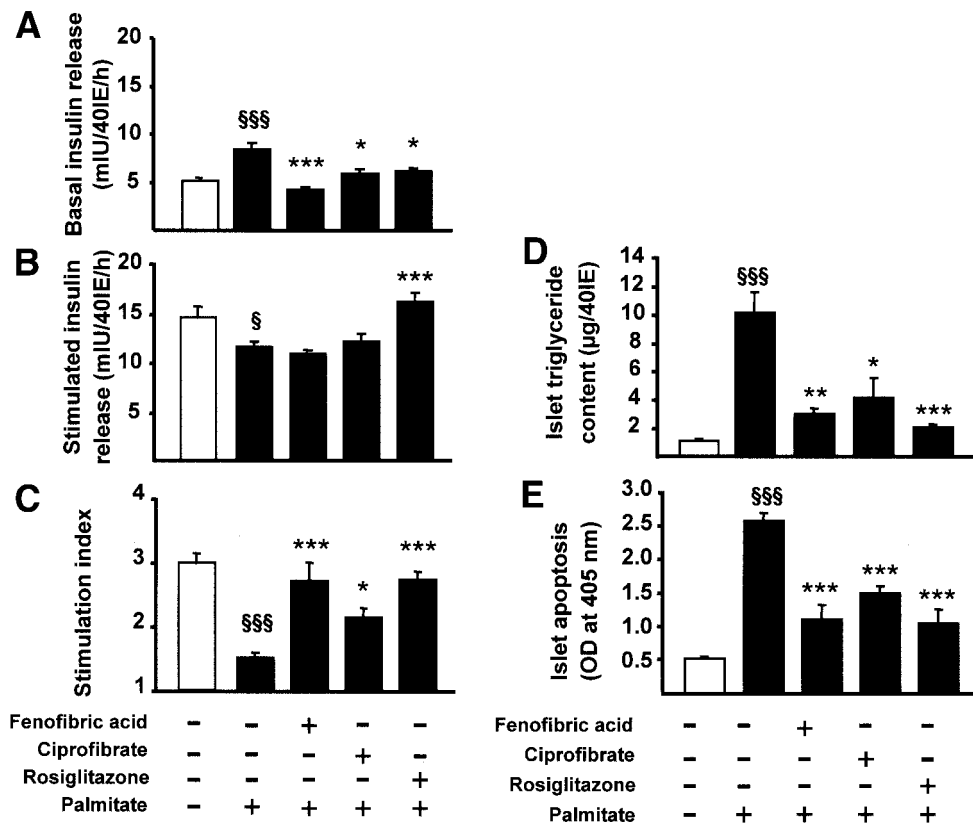 A
Basal insulin release
(mIU/40IE/h)
20
15
10
5
§§§
***
*
*
B
Stimulated insulin
release (mIU/40IE/h)
20
15
10
5
§
***
C
Stimulation index
4
3
2
1
§§§
***
*
***
Fenofibric acid - - + - -
Ciprofibrate - - - + -
Rosiglitazone - - - - +
Palmitate - + + + +
D
Islet triglyceride
content (µg/40IE)
14
12
10
8
6
4
2
§§§
**
*
***
E
Islet apoptosis
(OD at 405 nm)
3.0
2.5
2.0
1.5
1.0
0.5
§§§
***
***
***
Fenofibric acid - - + - -
Ciprofibrate - - - + -
Rosiglitazone - - - - +
Palmitate - + + + +